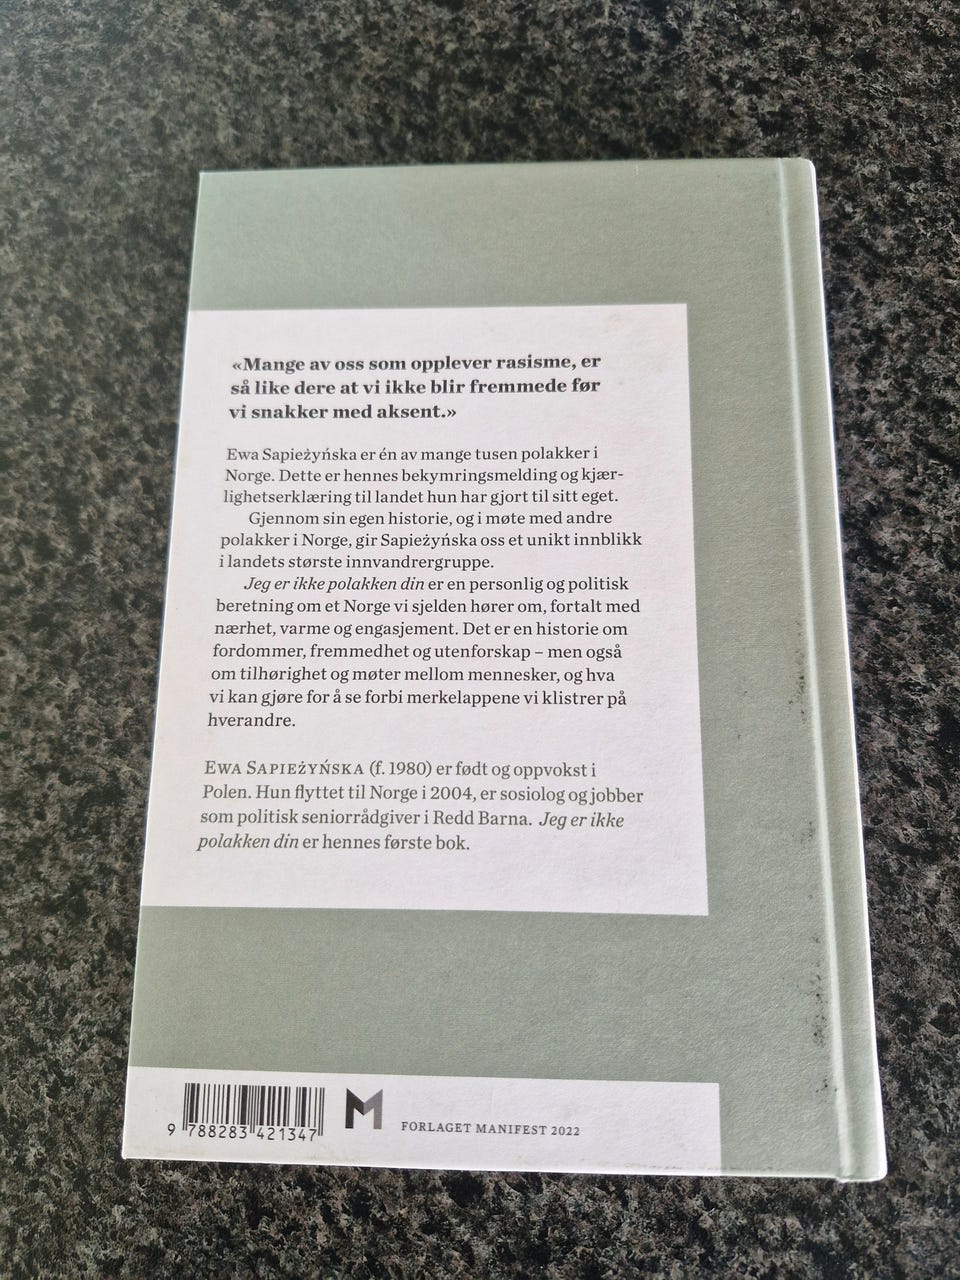 «Mange av oss som opplever rasisme, er
så like dere at vi ikke blir fremmede før
vi snakker med aksent.»
Ewa Sapieżyńska er én av mange tusen polakker i
Norge. Dette er hennes bekymringsmelding og kjær-
lighetserklæring til landet hun har gjort til sitt eget.
Gjennom sin egen historie, og i møte med andre
polakker i Norge, gir Sapieżyńska oss et unikt innblikk
i landets største innvandrergruppe.
Jeg er ikke polakken din er en personlig og politisk
beretning om et Norge vi sjelden hører om, fortalt med
nærhet, varme og engasjement. Det er en historie om
fordommer, fremmedhet og utenforskap – men også
om tilhørighet og møter mellom mennesker, og hva
vi kan gjøre for å se forbi merkelappene vi klistrer på
hverandre.
EWA SAPIEŻYŃSKA (f. 1980) er født og oppvokst i
Polen. Hun flyttet til Norge i 2004, er sosiolog og jobber
som politisk seniorrådgiver i Redd Barna. Jeg er ikke
polakken din er hennes første bok.
9 788283 421347
M
FORLAGET MANIFEST 2022